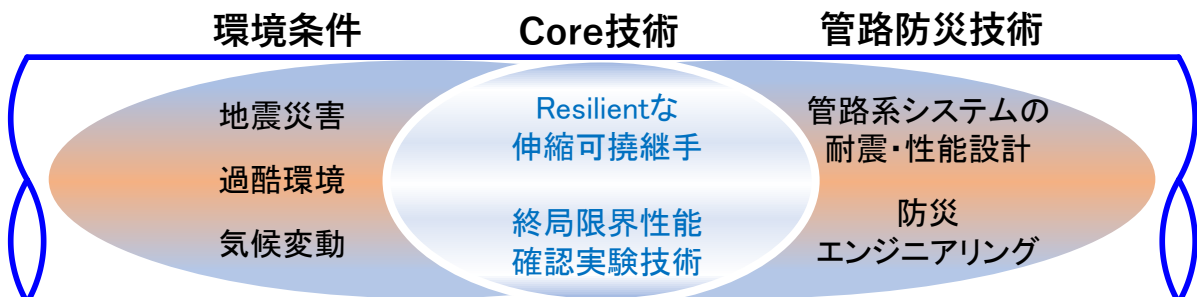 環境条件
Core技術
管路防災技術
地震災害
過酷環境
気候変動
Resilientな
伸縮可撓継手
終局限界性能
確認実験技術
管路系システムの
耐震・性能設計
防災
エンジニアリング